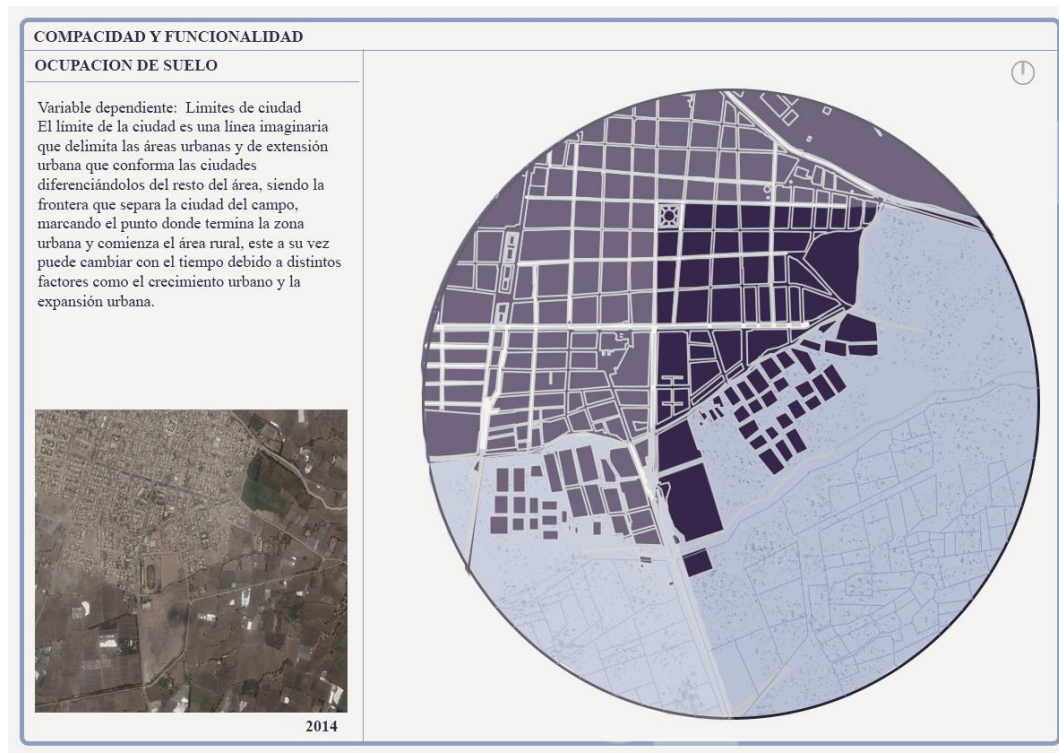 COMPACIDAD Y FUNCIONALIDAD
OCUPACION DE SUELO
Variable dependiente: Limites de ciudad
El límite de la ciudad es una línea imaginaria
que delimita las áreas urbanas y de extensión
urbana que conforma las ciudades
diferenciándolos del resto del área, siendo la
frontera que separa la ciudad del campo,
marcando el punto donde termina la zona
urbana y comienza el área rural, este a su vez
puede cambiar con el tiempo debido a distintos
factores como el crecimiento urbano y la
expansión urbana.
2014